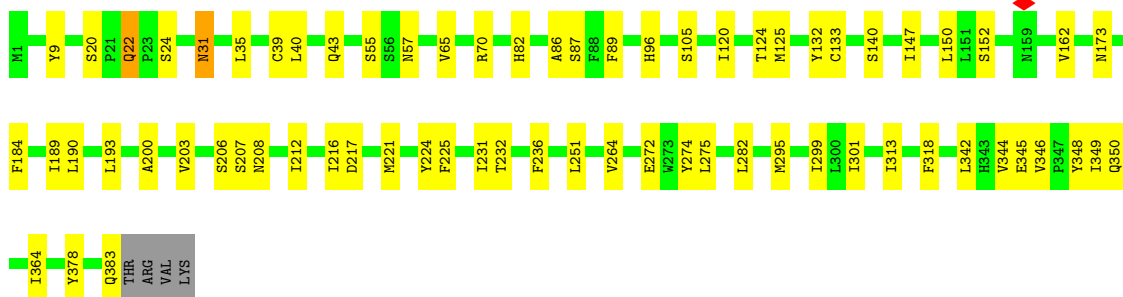 M1 Y9 S20 P21 Q22 P23 S24 N31 L35 C39 L40 Q43 S55 S56 N57 V65 R70 H82 A86 S87 F88 F89 H96 S105 I120 T124 M125 Y132 C133 S140 I147 L150 L151 S152 N159 V162 N173
F184 I189 L190 L193 A200 V203 S206 S207 N208 I212 I216 D217 M221 Y224 F225 I231 T232 F236 L251 V264 E272 W273 Y274 L275 L282 M295 I299 L300 I301 I313 F318 L342 H343 V344 E345 V346 P347 Y348 I349 Q350
I364 Y378 Q383 THR ARG VAL LYS